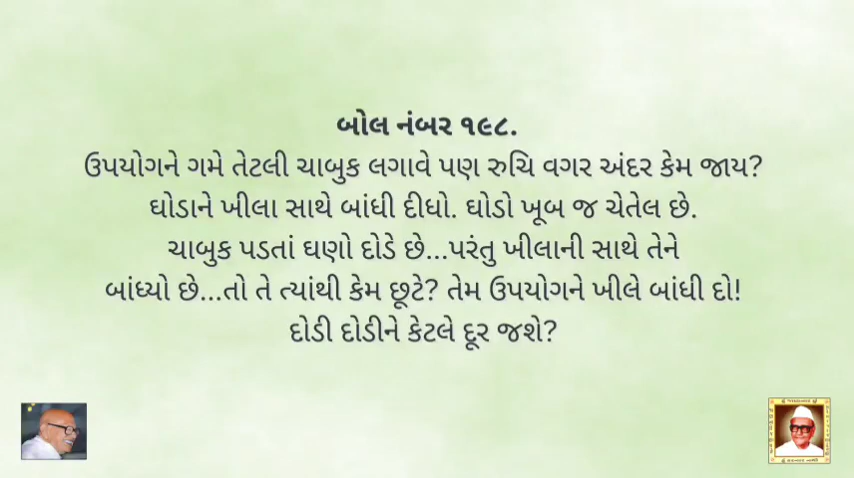 બોલ નંબર ૧૯૮.
ઉપયોગને ગમે તેટલી ચાબુક લગાવે પણ રુચિ વગર અંદર કેમ જાય?
ઘોડાને ખીલા સાથે બાંધી દીધો. ઘોડો ખૂબ જ ચેતેલ છે.
ચાબુક પડતાં ઘણો દોડે છે...પરંતુ ખીલાની સાથે તેને
બાંધ્યો છે...તો તે ત્યાંથી કેમ છૂટે? તેમ ઉપયોગને ખીલે બાંધી દો!
દોડી દોડીને કેટલે દૂર જશે?